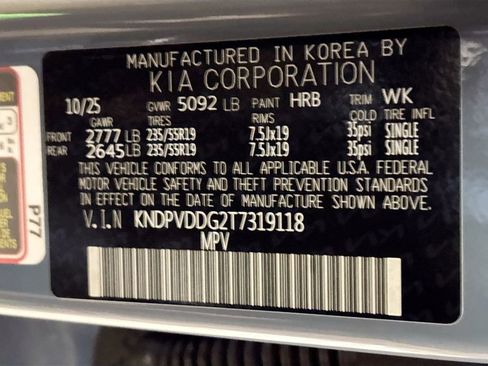 MANUFACTURED IN KOREA BY
KIA CORPORATION
10/25 GVWR 5092 LB PAINT HRB TRIM WK
GAWR TIRES RIMS COLD TIRE INFL
FRONT 2777 LB 235/55R19 7.5Jx19 35psi SINGLE
REAR 2645LB 235/55R19 7.5Jx19 35psi SINGLE
THIS VEHICLE CONFORMS TO ALL APPLICABLE U.S.A. FEDERAL
MOTOR VEHICLE SAFETY AND THEFT PREVENTION STANDARDS
IN EFFECT ON THE DATE OF MANUFACTURE SHOWN ABOVE.
V.I.N KNDPVDDG2T7319118
MPV
P77